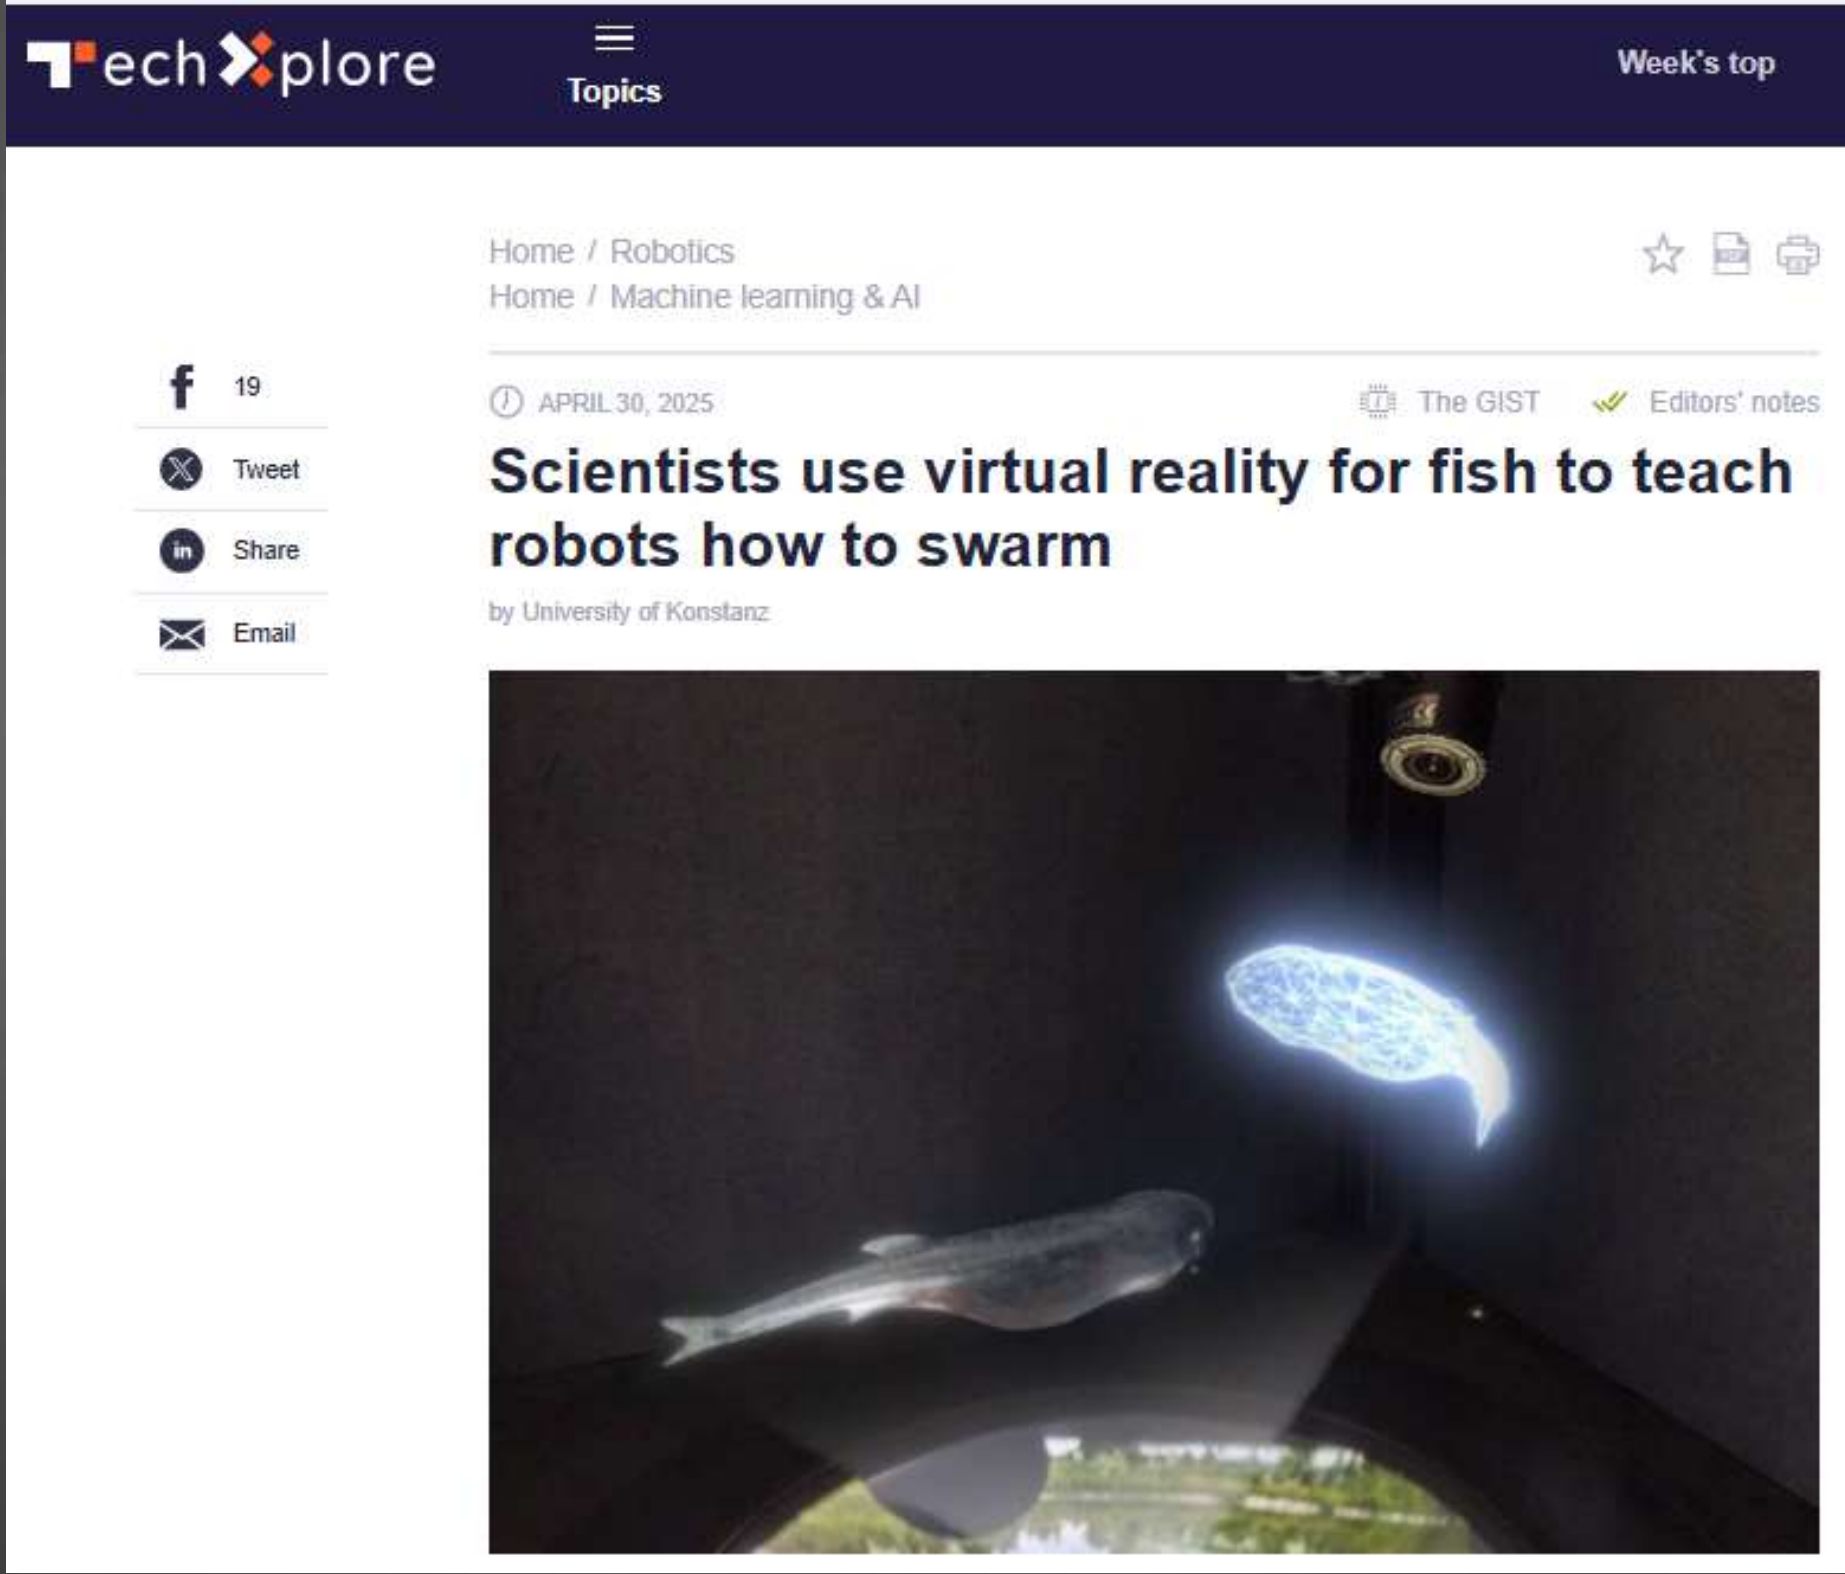 TechXplore
Topics
Week's top
Home / Robotics
Home / Machine learning & AI
19
Tweet
Share
Email
APRIL 30, 2025
The GIST
Editors' notes
Scientists use virtual reality for fish to teach
robots how to swarm
by University of Konstanz